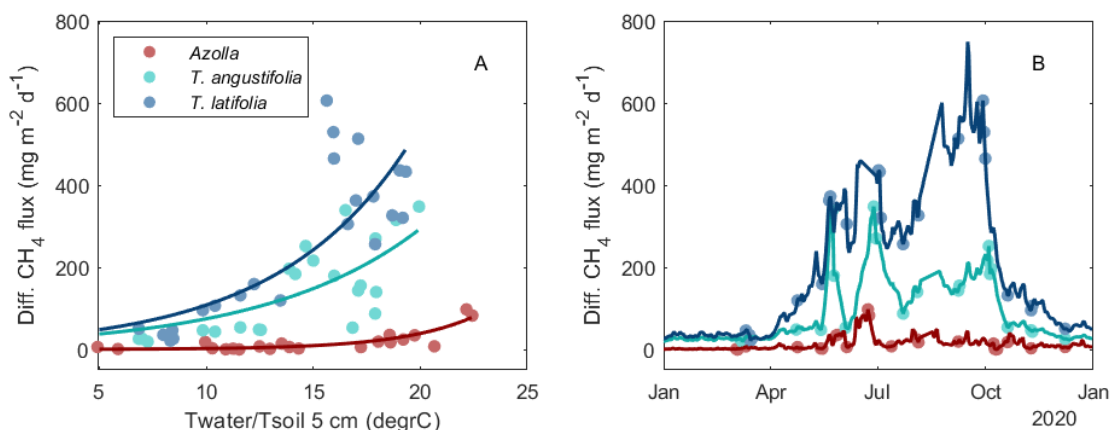 800
600
400
200
0
Diff. CH4 flux (mg m-2 d-1)
Azolla
T. angustifolia
T. latifolia
A
5
10
15
20
25
Twater/Tsoil 5 cm (degrC)
800
600
400
200
0
Diff. CH4 flux (mg m-2 d-1)
B
Jan
Apr
Jul
Oct
Jan
2020